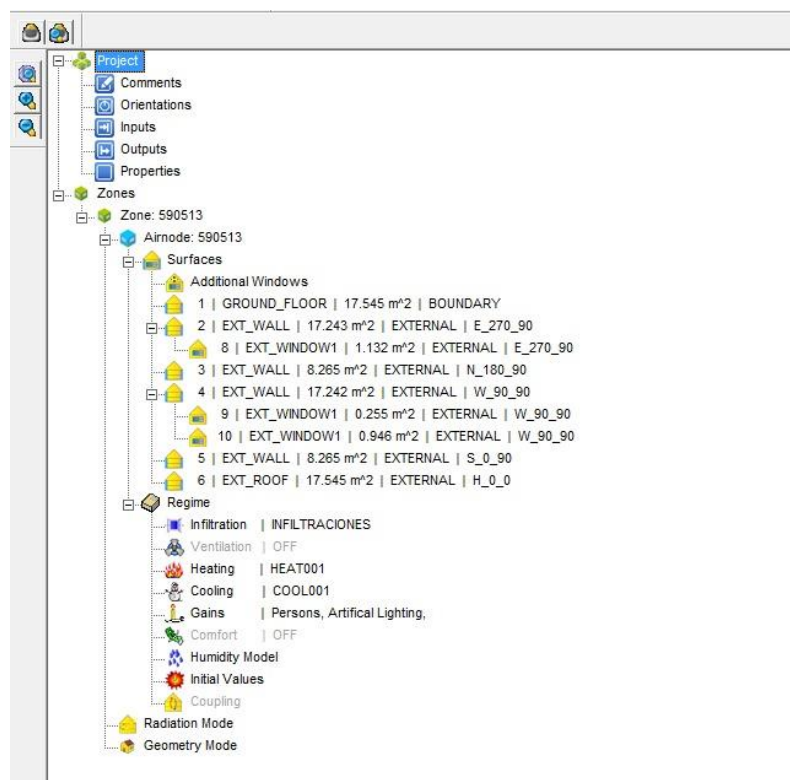 Project
Comments
Orientations
Inputs
Outputs
Properties
Zones
Zone: 590513
Airnode: 590513
Surfaces
Additional Windows
1 | GROUND_FLOOR | 17.545 m^2 | BOUNDARY
2 | EXT_WALL | 17.243 m^2 | EXTERNAL | E_270_90
8 | EXT_WINDOW1 | 1.132 m^2 | EXTERNAL | E_270_90
3 | EXT_WALL | 8.265 m^2 | EXTERNAL | N_180_90
4 | EXT_WALL | 17.242 m^2 | EXTERNAL | W_90_90
9 | EXT_WINDOW1 | 0.255 m^2 | EXTERNAL | W_90_90
10 | EXT_WINDOW1 | 0.946 m^2 | EXTERNAL | W_90_90
5 | EXT_WALL | 8.265 m^2 | EXTERNAL | S_0_90
6 | EXT_ROOF | 17.545 m^2 | EXTERNAL | H_0_0
Regime
Infiltration | INFILTRACIONES
Ventilation | OFF
Heating | HEAT001
Cooling | COOL001
Gains | Persons, Artifical Lighting,
Comfort | OFF
Humidity Model
Initial Values
Coupling
Radiation Mode
Geometry Mode